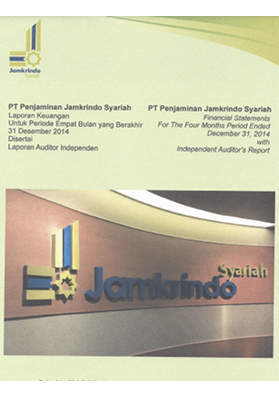 Jamkrindo
PT Penjaminan Jamkrindo Syariah
Laporan Keuangan
Untuk Periode Empat Bulan yang Berakhir
31 Desember 2014
Disertai
Laporan Auditor Independen
PT Penjaminan Jamkrindo Syariah
Financial Statements
For The Four Months Period Ended
December 31, 2014
with
Independent Auditor's Report
Syariah
Jamkrindo